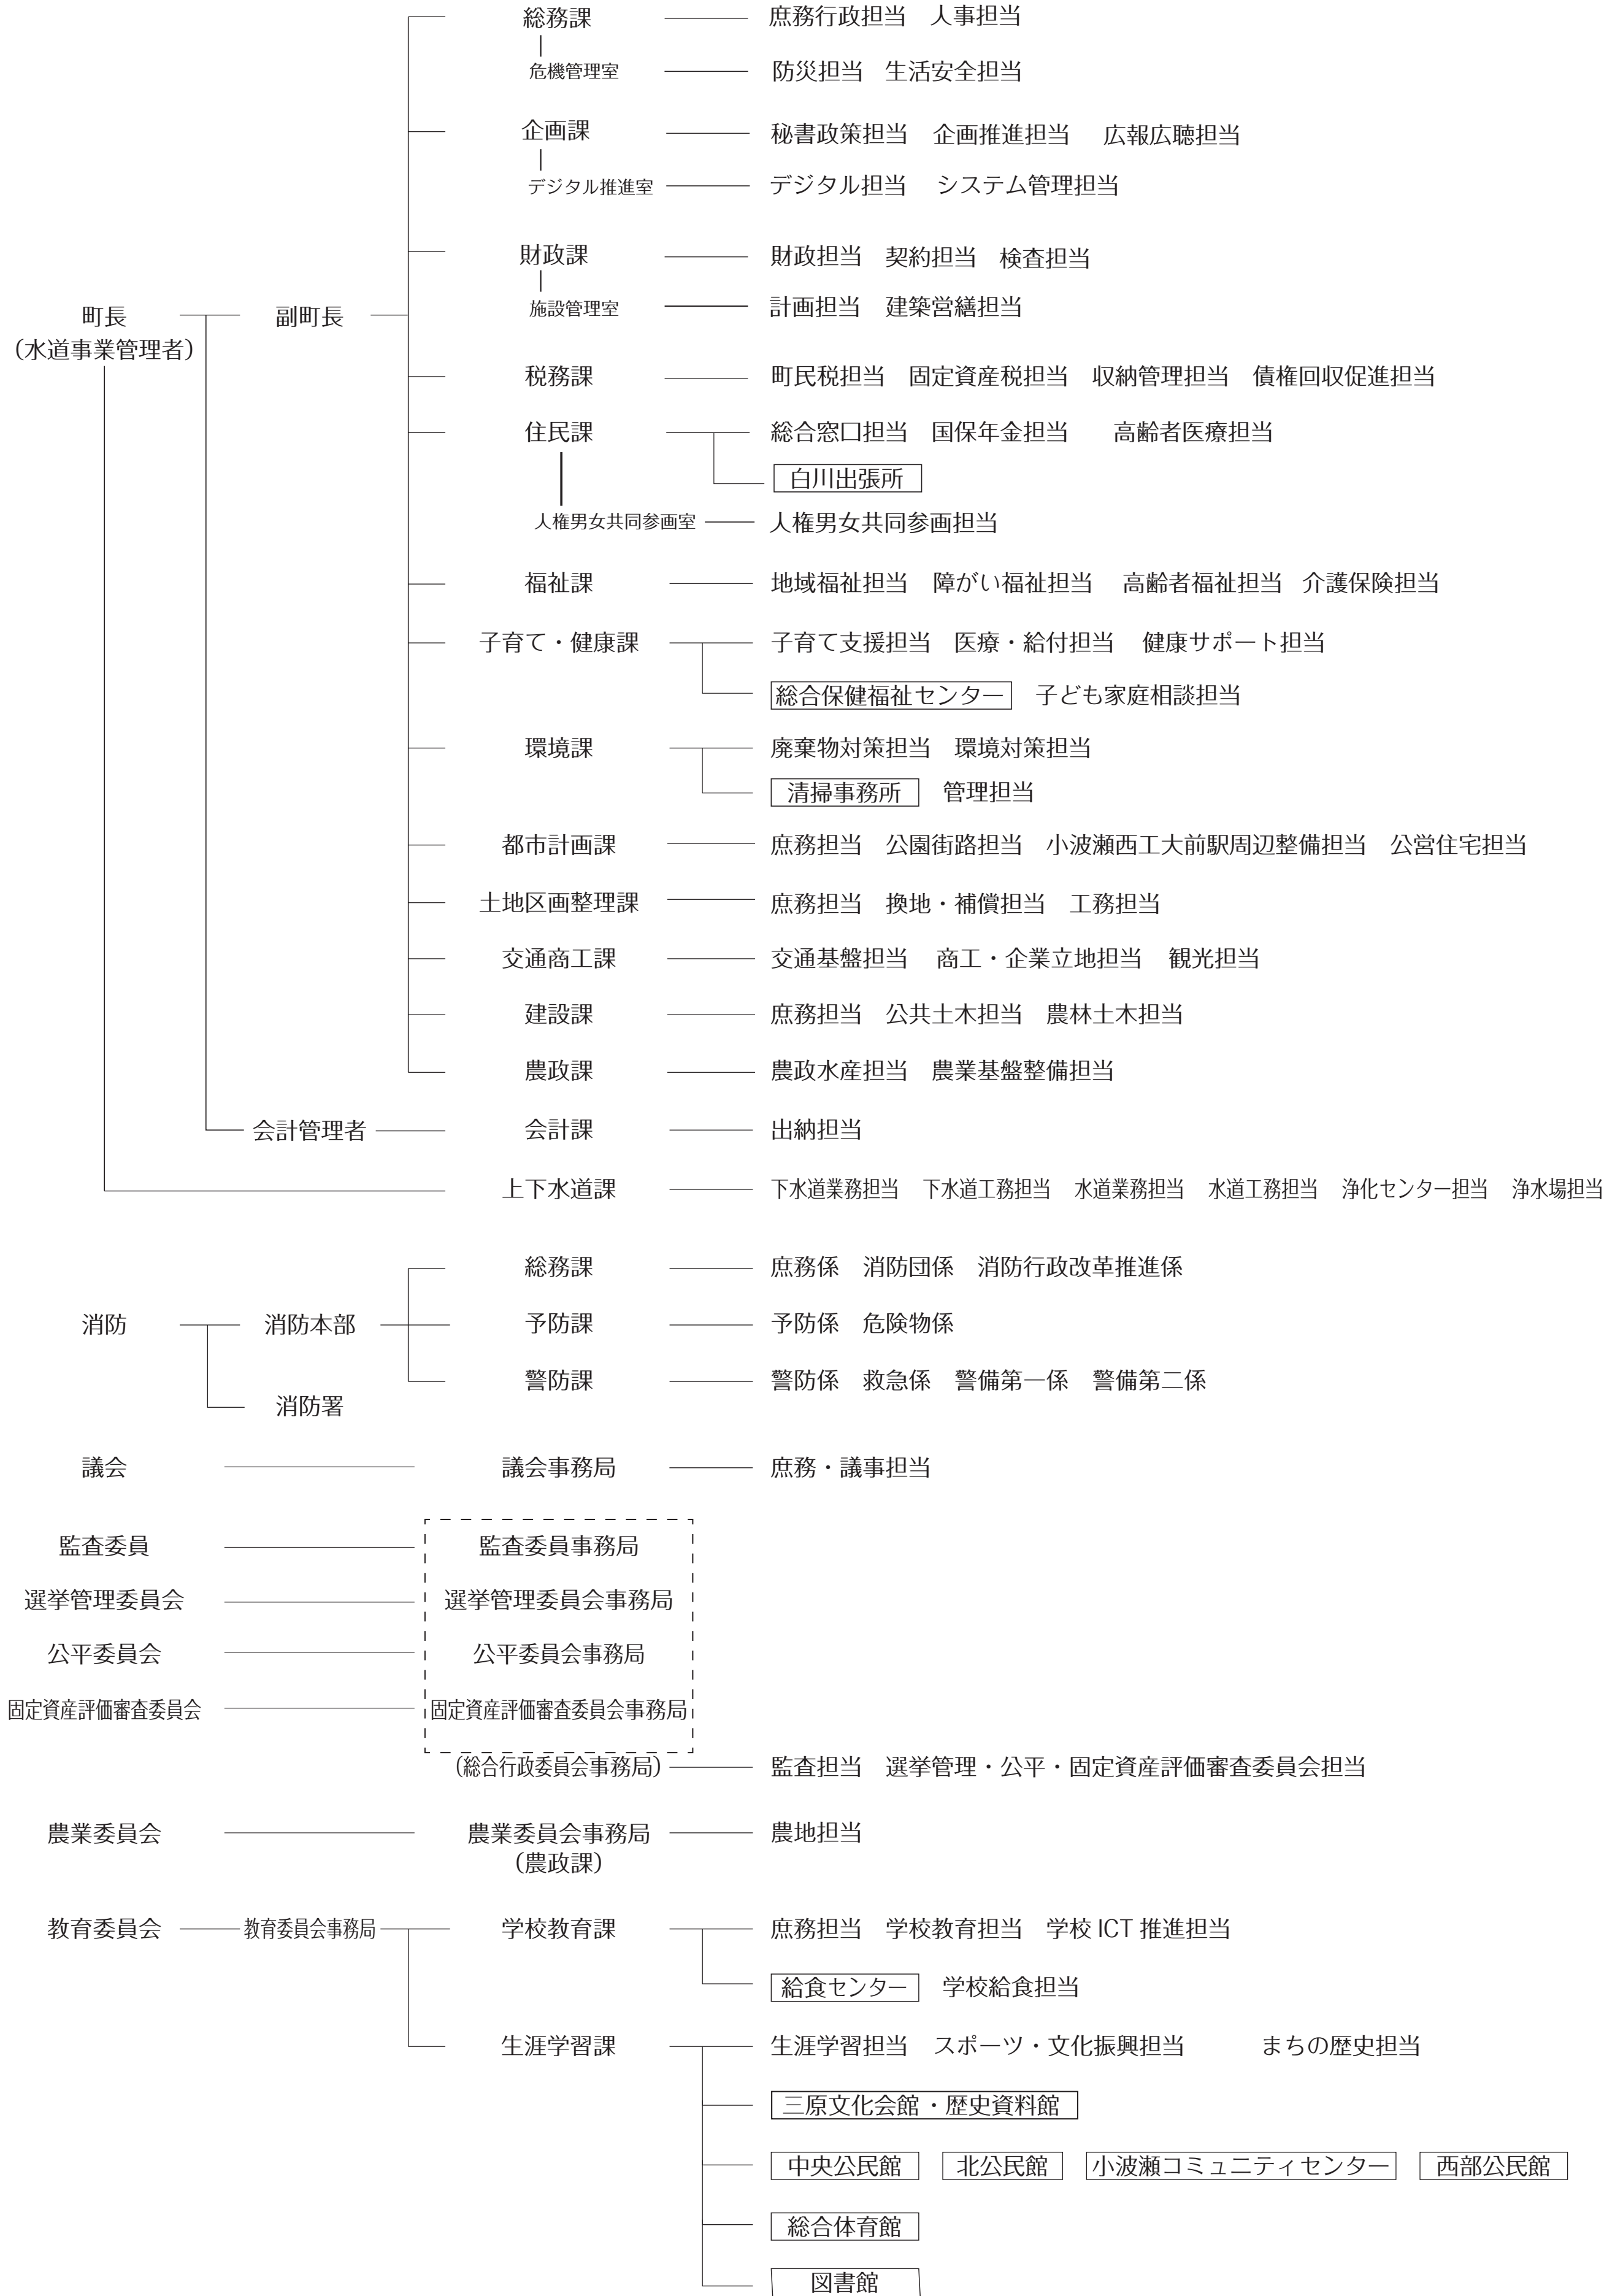 総務課 庶務行政担当 人事担当
危機管理室 防災担当 生活安全担当
企画課 秘書政策担当 企画推進担当 広報広聴担当
デジタル推進室 デジタル担当 システム管理担当
財政課 財政担当 契約担当 検査担当
施設管理室 計画担当 建築営繕担当
町長 副町長
（水道事業管理者）
税務課 町民税担当 固定資産税担当 収納管理担当 債権回収促進担当
住民課 総合窓口担当 国保年金担当 高齢者医療担当
白川出張所
人権男女共同参画室 人権男女共同参画担当
福祉課 地域福祉担当 障がい福祉担当 高齢者福祉担当 介護保険担当
子育て・健康課 子育て支援担当 医療・給付担当 健康サポート担当
総合保健福祉センター 子ども家庭相談担当
環境課 廃棄物対策担当 環境対策担当
清掃事務所 管理担当
都市計画課 庶務担当 公園街路担当 小波瀬西工大前駅周辺整備担当 公営住宅担当
土地区画整理課 庶務担当 換地・補償担当 工務担当
交通商工課 交通基盤担当 商工・企業立地担当 観光担当
建設課 庶務担当 公共土木担当 農林土木担当
農政課 農政水産担当 農業基盤整備担当
会計管理者 会計課 出納担当
上下水道課 下水道業務担当 下水道工務担当 水道業務担当 水道工務担当 浄化センター担当 浄水場担当
総務課 庶務係 消防団係 消防行政改革推進係
消防 消防本部 予防課 予防係 危険物係
警防課 警防係 救急係 警備第一係 警備第二係
消防署
議会 議会事務局 庶務・議事担当
監査委員 監査委員事務局
選挙管理委員会 選挙管理委員会事務局
公平委員会 公平委員会事務局
固定資産評価審査委員会 固定資産評価審査委員会事務局
（総合行政委員会事務局） 監査担当 選挙管理・公平・固定資産評価審査委員会担当
農業委員会 農業委員会事務局 農地担当
（農政課）
教育委員会 教育委員会事務局 学校教育課 庶務担当 学校教育担当 学校 ICT 推進担当
給食センター 学校給食担当
生涯学習課 生涯学習担当 スポーツ・文化振興担当 まちの歴史担当
三原文化会館・歴史資料館
中央公民館 北公民館 小波瀬コミュニティセンター 西部公民館
総合体育館
図書館